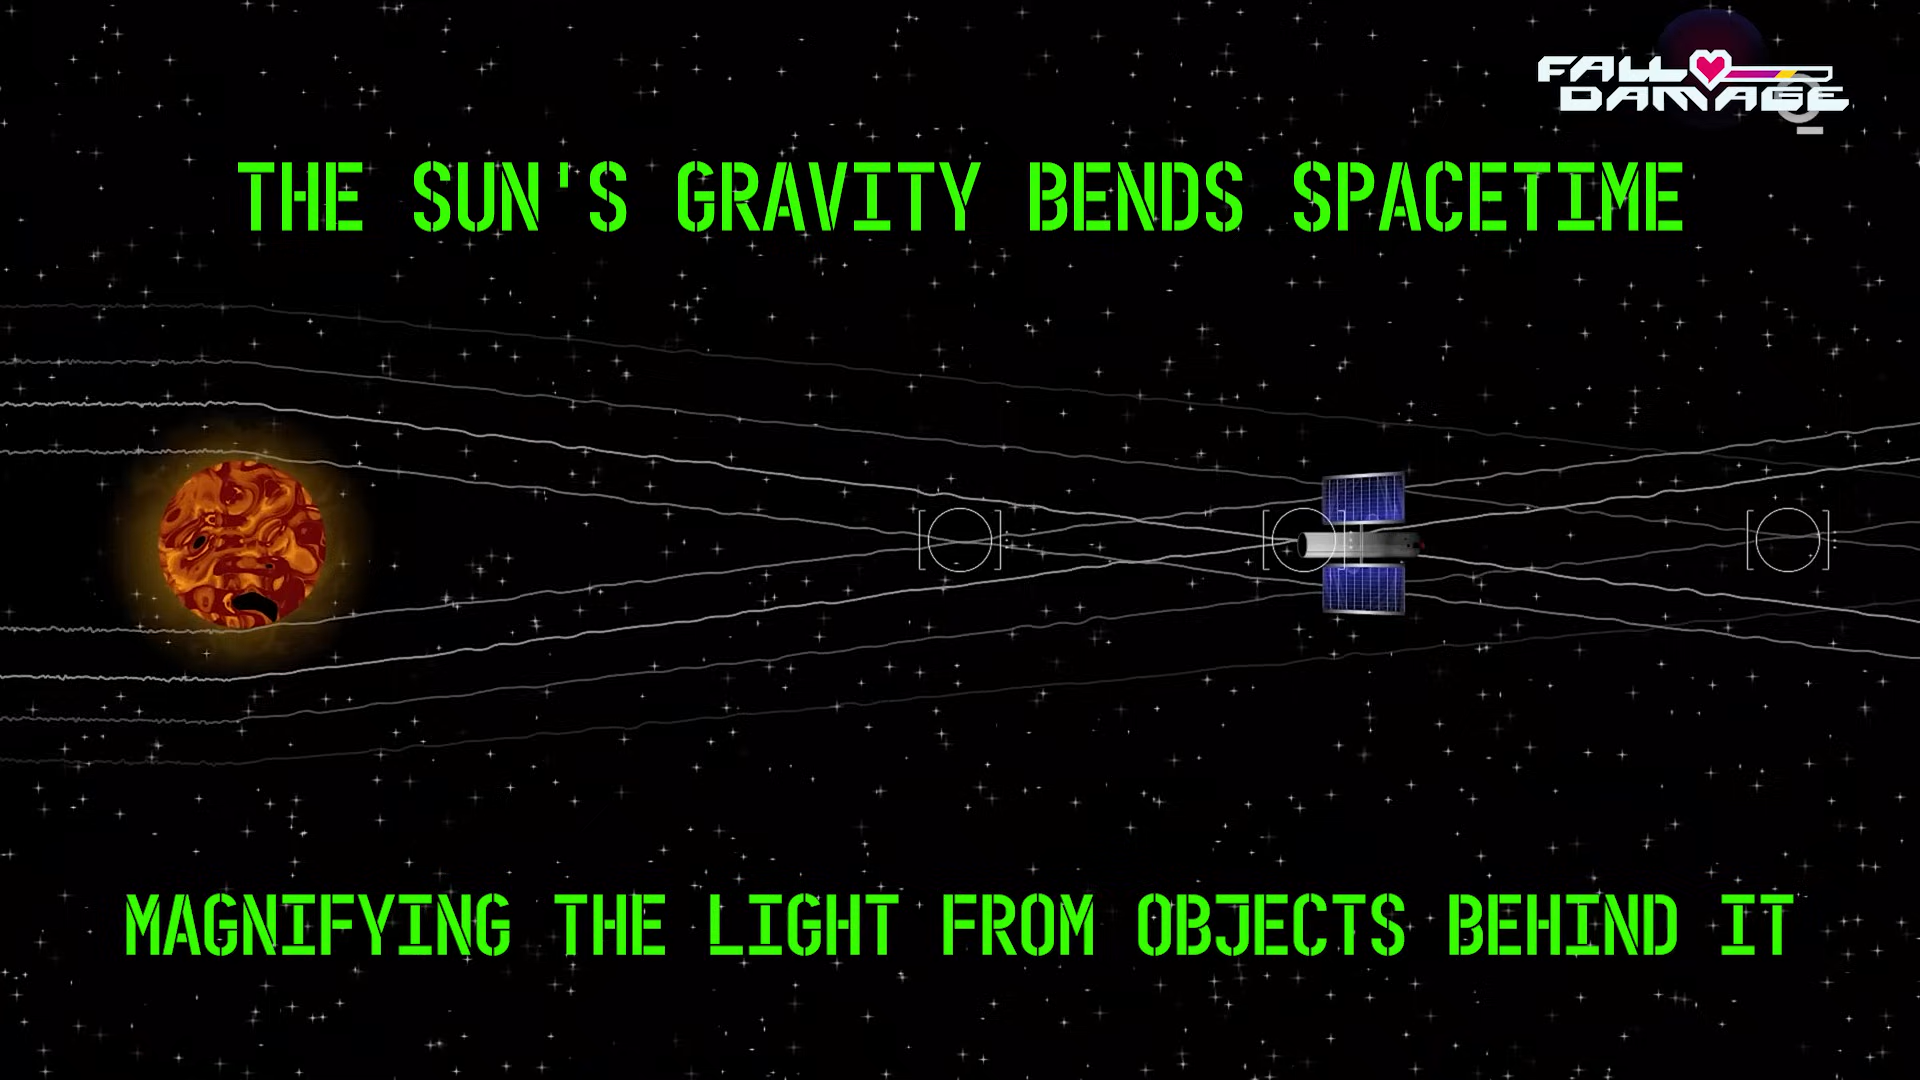 FALL
DAMAGE
THE SUN'S GRAVITY BENDS SPACETIME
MAGNIFYING THE LIGHT FROM OBJECTS BEHIND IT